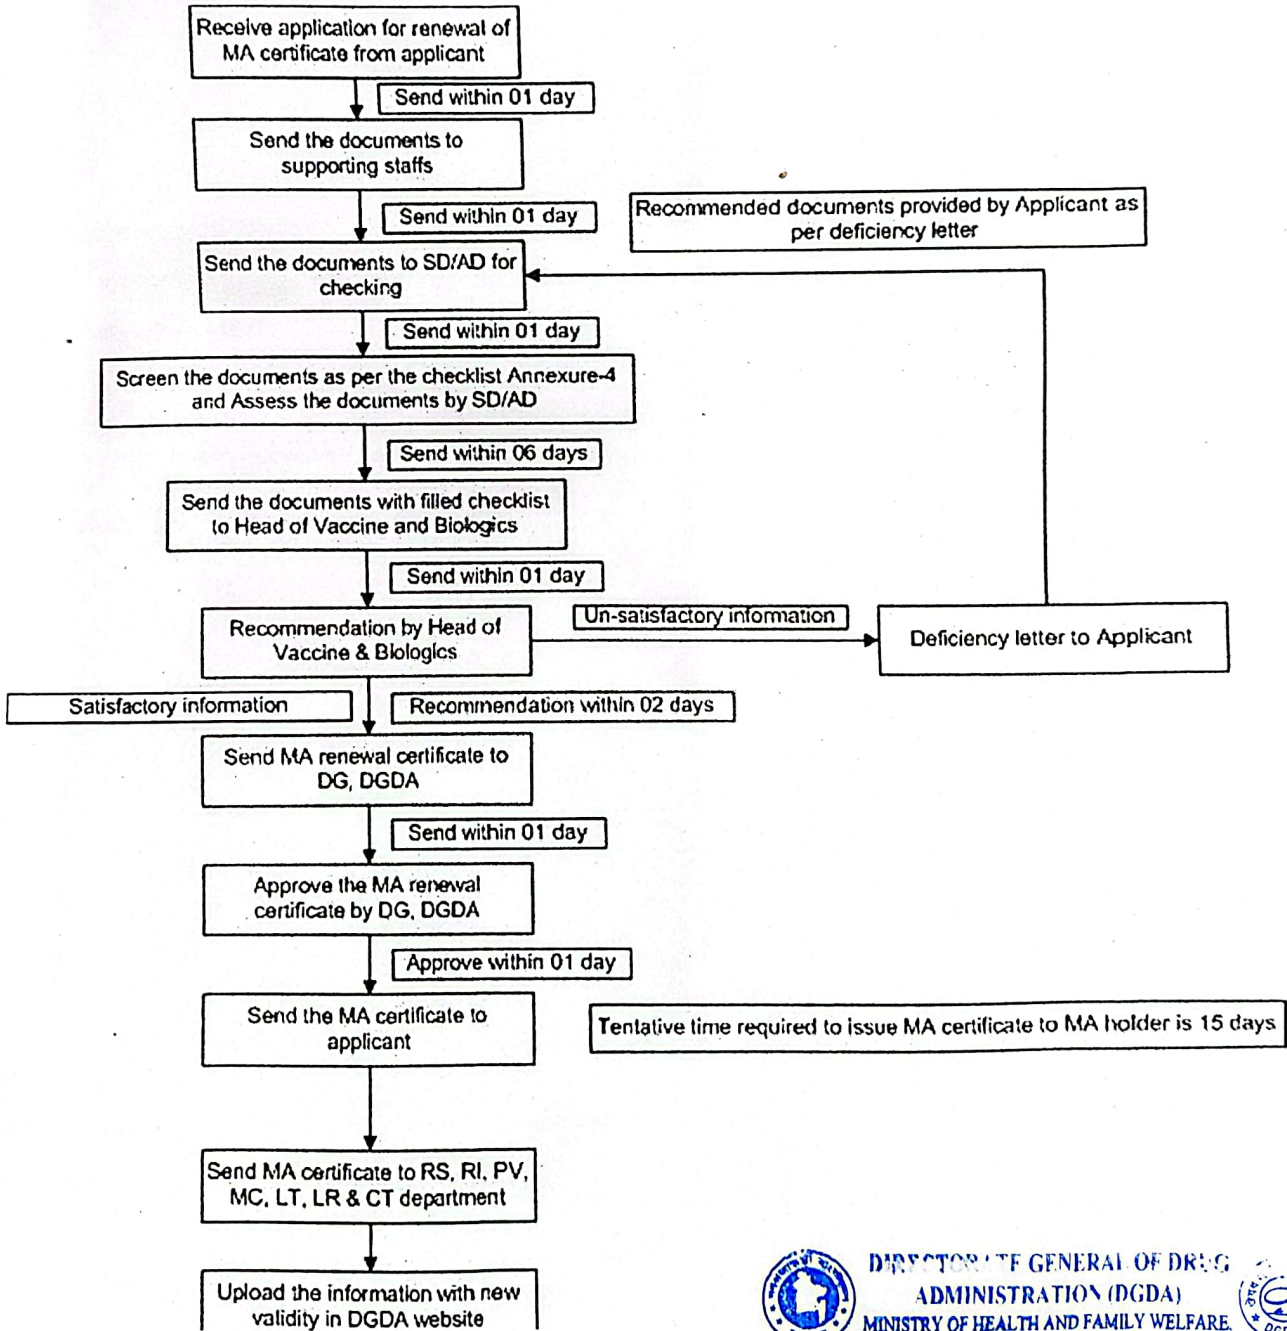 Receive application for renewal of
MA certificate from applicant
Send within 01 day
Send the documents to
supporting staffs
Send within 01 day
Recommended documents provided by Applicant as
per deficiency letter
Send the documents to SD/AD for
checking
Send within 01 day
Screen the documents as per the checklist Annexure-4
and Assess the documents by SD/AD
Send within 06 days
Send the documents with filled checklist
to Head of Vaccine and Biologics
Send within 01 day
Recommendation by Head of
Vaccine & Biologics
Un-satisfactory information
Deficiency letter to Applicant
Satisfactory information
Recommendation within 02 days
Send MA renewal certificate to
DG, DGDA
Send within 01 day
Approve the MA renewal
certificate by DG, DGDA
Approve within 01 day
Send the MA certificate to
applicant
Tentative time required to issue MA certificate to MA holder is 15 days
Send MA certificate to RS, RI, PV,
MC, LT, LR & CT department
Upload the information with new
validity in DGDA website
DIRECTORATE GENERAL OF DRUG
ADMINISTRATION (DGDA)
MINISTRY OF HEALTH AND FAMILY WELFARE.